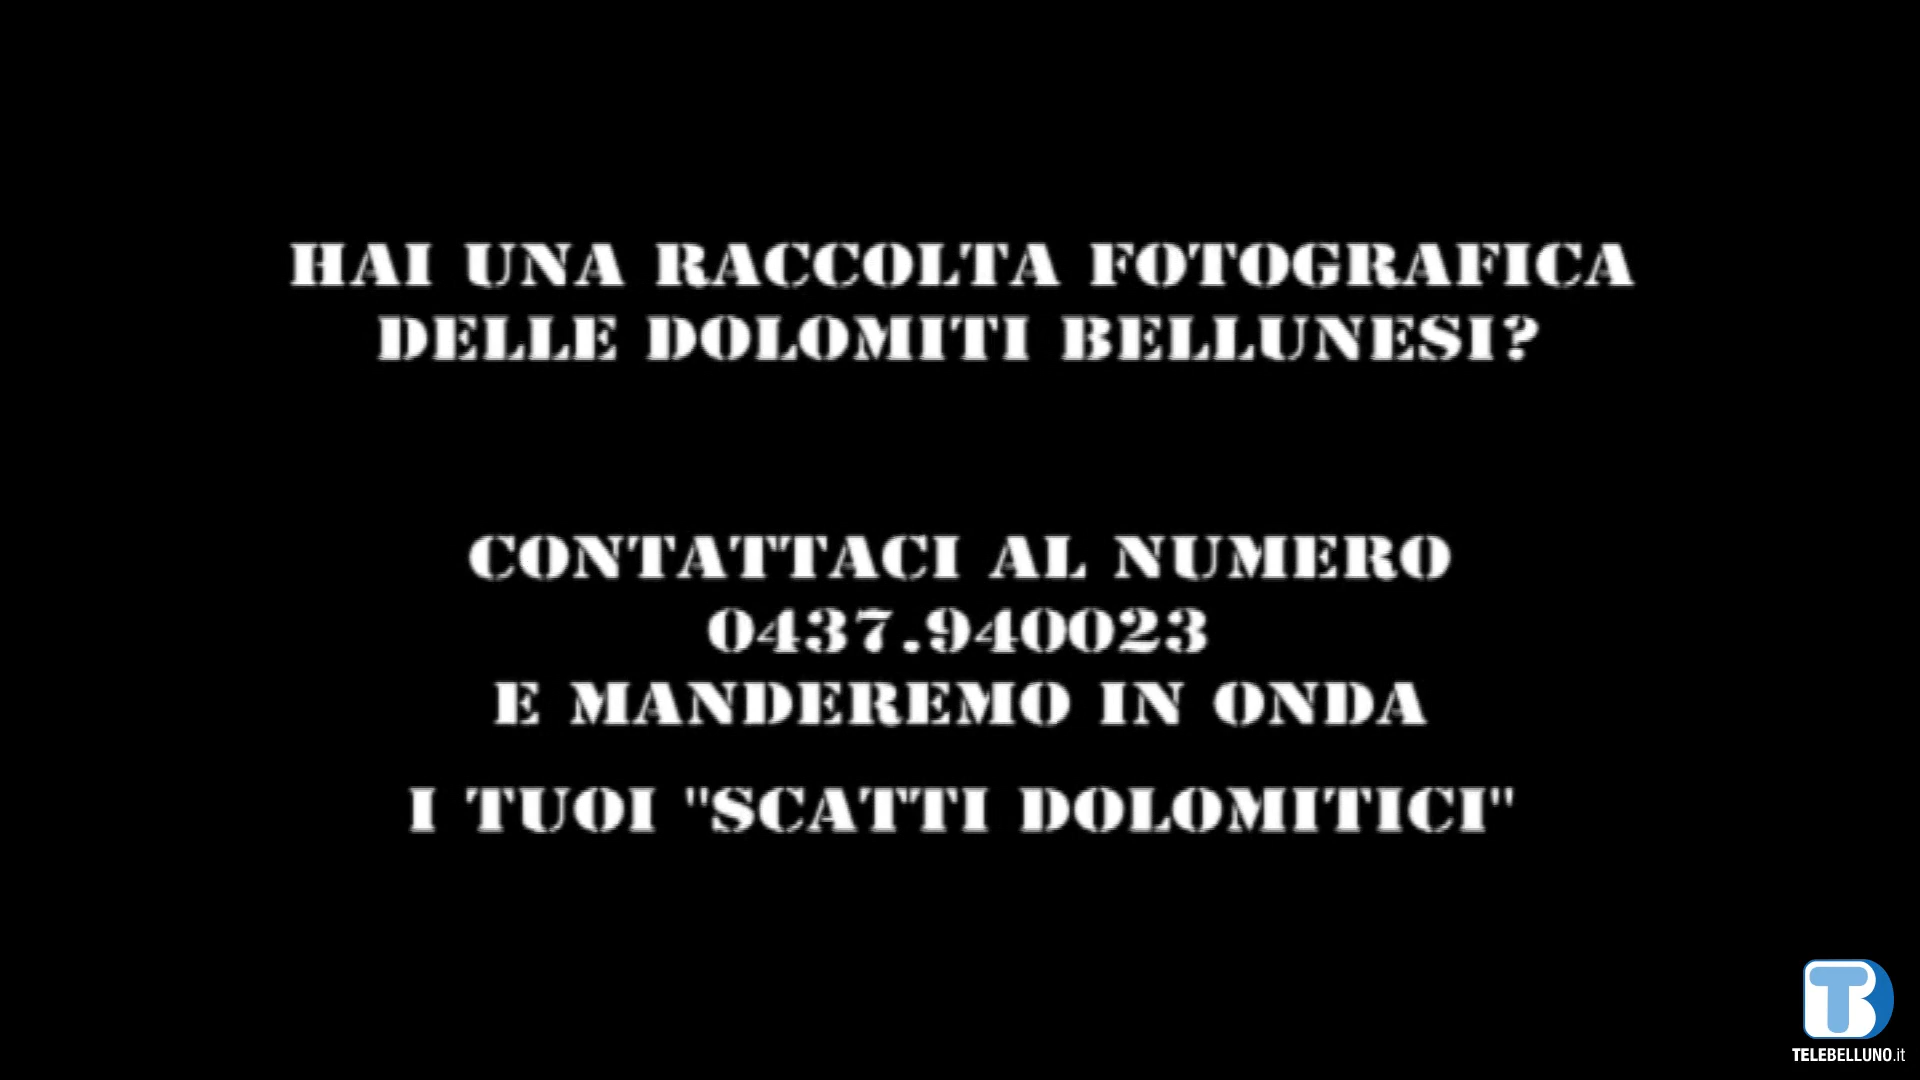 HAI UNA RACCOLTA FOTOGRAFICA
DELLE DOLOMITI BELLUNESI?
CONTATTACI AL NUMERO
0437.940023
E MANDEREMO IN ONDA
I TUOI "SCATTI DOLOMITICI"
TB
TELEBELLUNO.it